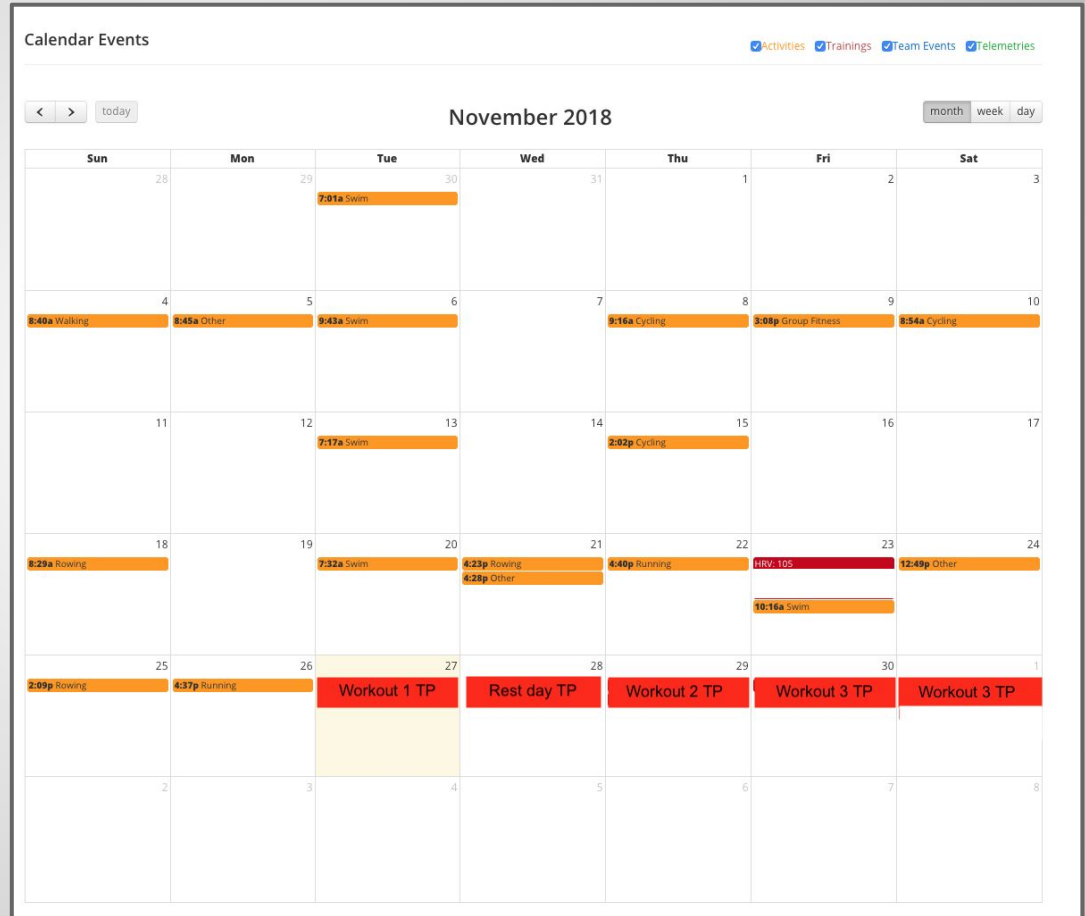 Calendar Events
Activities Trainings Team Events Telemetries
today
November 2018
month week day
Sun Mon Tue Wed Thu Fri Sat
28 29 30 31 1 2 3
7:01a Swim
4 5 6 7 8 9 10
8:40a Walking 8:45a Other 9:43a Swim 9:16a Cycling 3:08p Group Fitness 8:54a Cycling
11 12 13 14 15 16 17
7:17a Swim 2:02p Cycling
18 19 20 21 22 23 24
8:29a Rowing 7:32a Swim 4:23p Rowing 4:40p Running HRV: 105 12:49p Other
4:28p Other
10:16a Swim
25 26 27 28 29 30 1
2:09p Rowing 4:37p Running Workout 1 TP Rest day TP Workout 2 TP Workout 3 TP Workout 3 TP
2 3 4 5 6 7 8